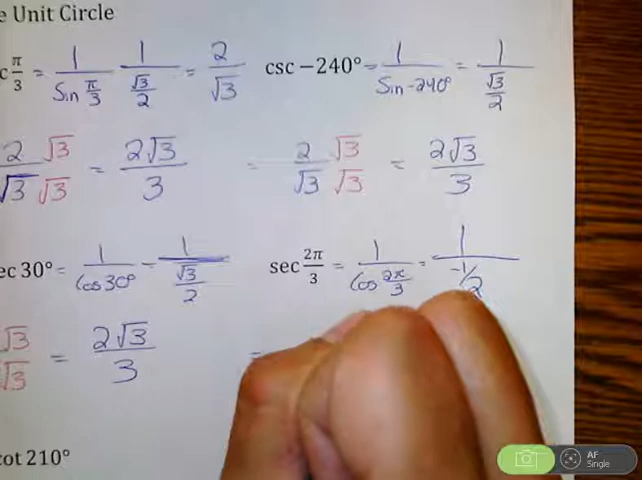 e Unit Circle
c π/3 = 1/(Sin π/3) 1/(√3/2) = 2/√3
csc −240° = 1/(Sin -240°) = 1/(√3/2)
2/√3 √3/√3 = 2√3/3
= 2/√3 √3/√3 = 2√3/3
ec 30° = 1/(Cos 30°) = 1/(√3/2)
sec 2π/3 = 1/(Cos 2π/3) = 1/(-1/2)
√3/√3 = 2√3/3
=
cot 210°
AF
Single